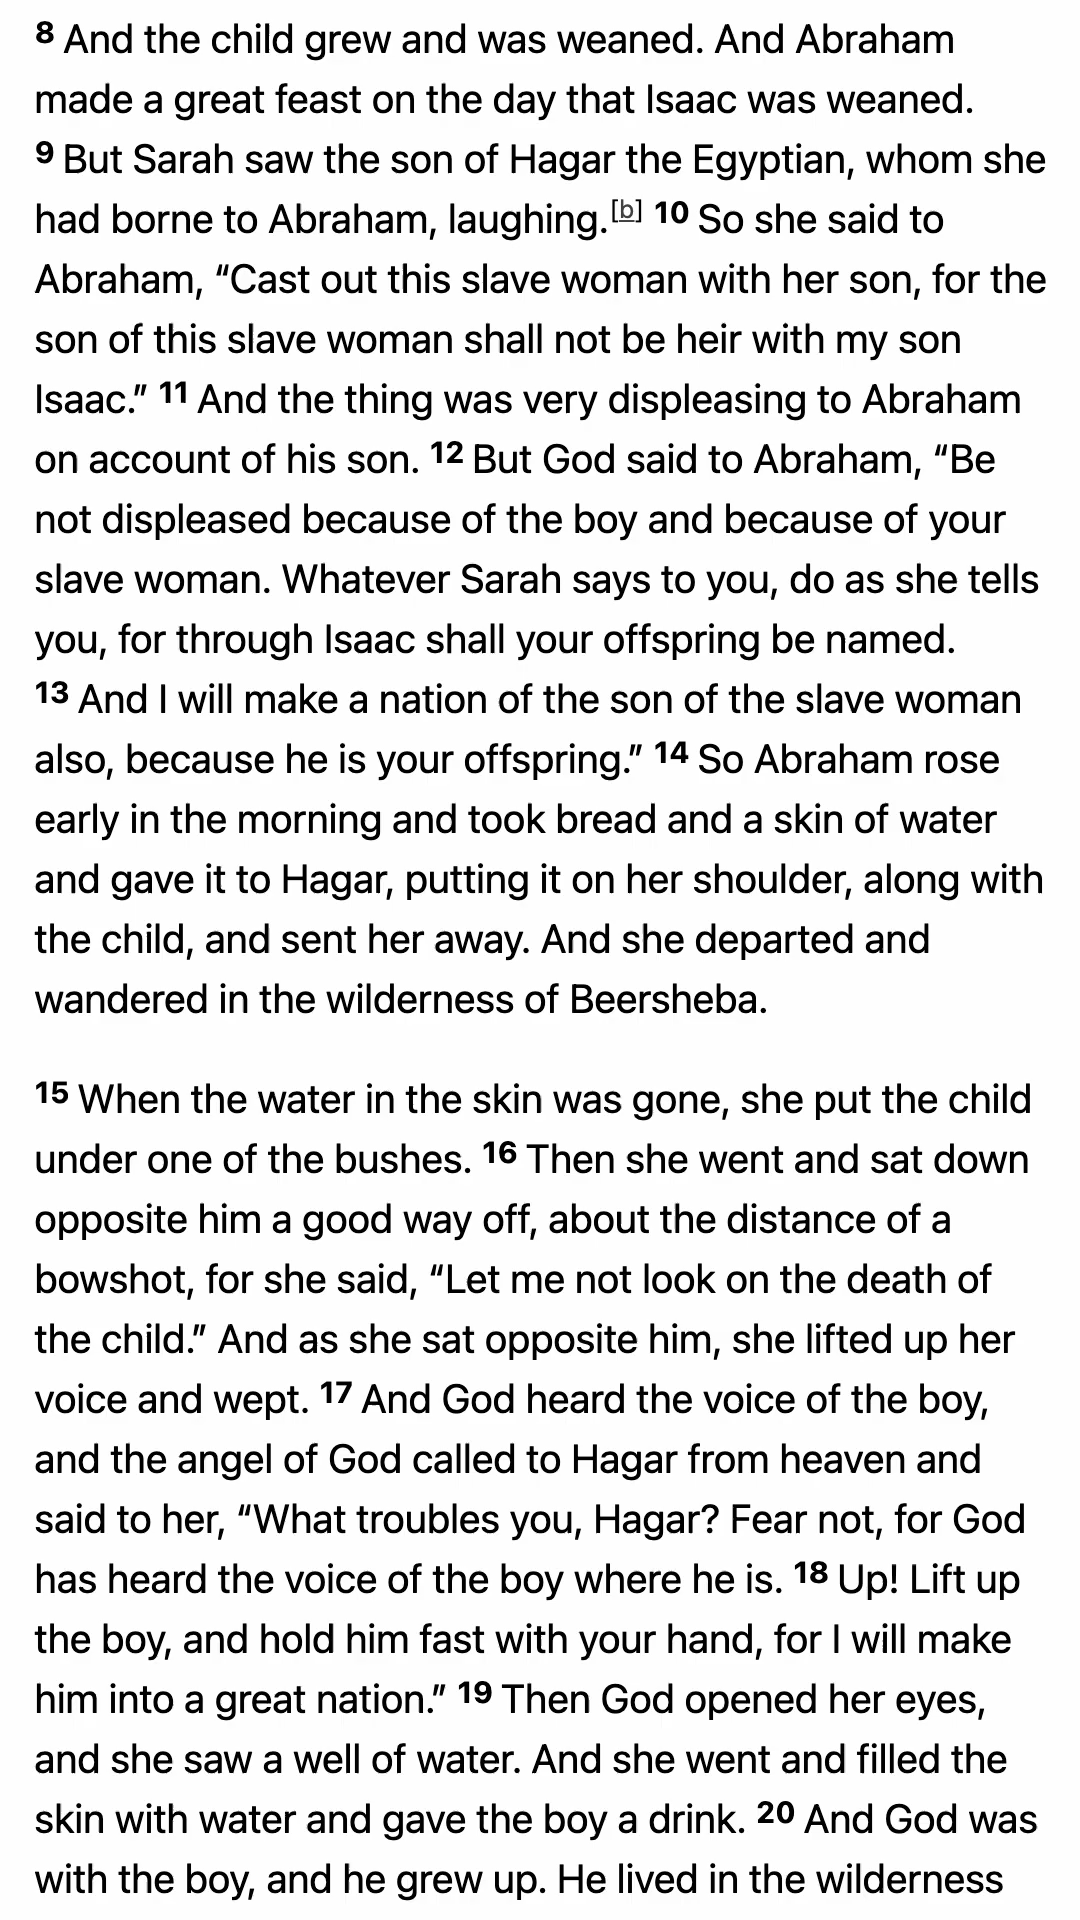 8 And the child grew and was weaned. And Abraham
made a great feast on the day that Isaac was weaned.
9 But Sarah saw the son of Hagar the Egyptian, whom she
had borne to Abraham, laughing.[b] 10 So she said to
Abraham, “Cast out this slave woman with her son, for the
son of this slave woman shall not be heir with my son
Isaac.” 11 And the thing was very displeasing to Abraham
on account of his son. 12 But God said to Abraham, “Be
not displeased because of the boy and because of your
slave woman. Whatever Sarah says to you, do as she tells
you, for through Isaac shall your offspring be named.
13 And I will make a nation of the son of the slave woman
also, because he is your offspring.” 14 So Abraham rose
early in the morning and took bread and a skin of water
and gave it to Hagar, putting it on her shoulder, along with
the child, and sent her away. And she departed and
wandered in the wilderness of Beersheba.
15 When the water in the skin was gone, she put the child
under one of the bushes. 16 Then she went and sat down
opposite him a good way off, about the distance of a
bowshot, for she said, “Let me not look on the death of
the child.” And as she sat opposite him, she lifted up her
voice and wept. 17 And God heard the voice of the boy,
and the angel of God called to Hagar from heaven and
said to her, “What troubles you, Hagar? Fear not, for God
has heard the voice of the boy where he is. 18 Up! Lift up
the boy, and hold him fast with your hand, for I will make
him into a great nation.” 19 Then God opened her eyes,
and she saw a well of water. And she went and filled the
skin with water and gave the boy a drink. 20 And God was
with the boy, and he grew up. He lived in the wilderness